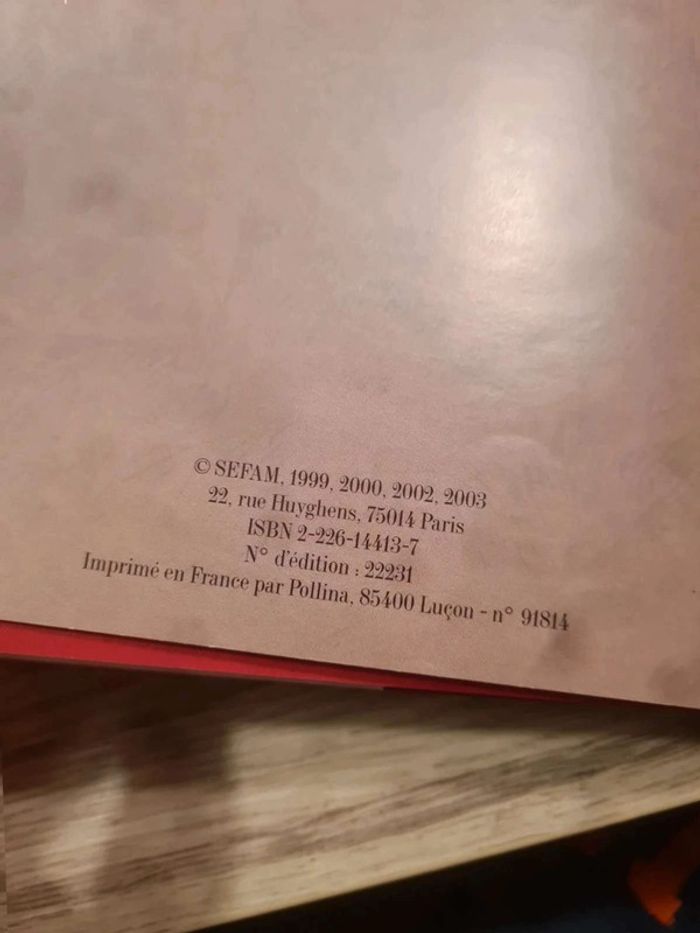 © SEFAM, 1999, 2000, 2002, 2003
22, rue Huyghens, 75014 Paris
ISBN 2-226-14413-7
N° d'édition : 22231
Imprimé en France par Pollina, 85400 Luçon - n° 91814